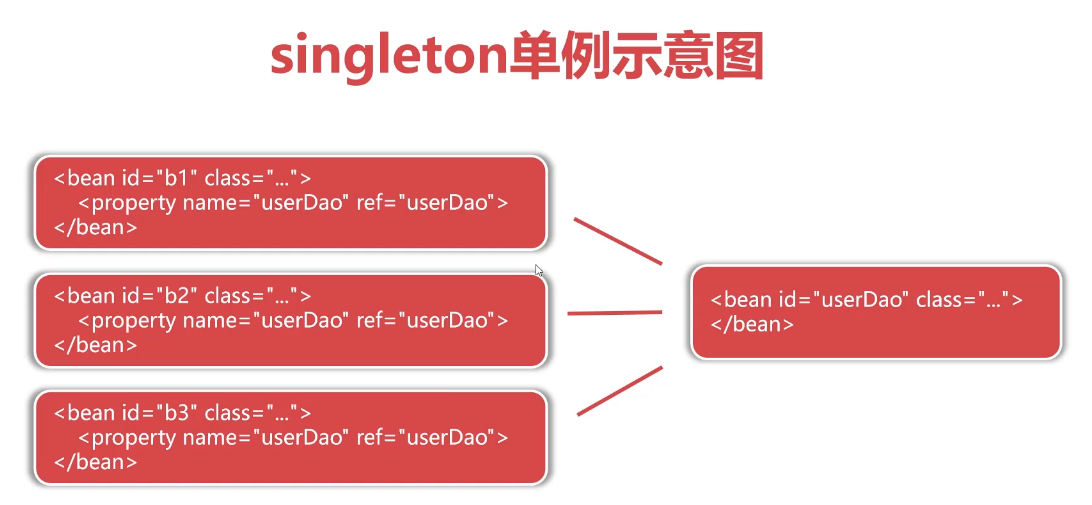 singleton单例示意图
<bean id="b1" class="...">
<property name="userDao" ref="userDao">
</bean>
<bean id="b2" class="...">
<property name="userDao" ref="userDao">
</bean>
<bean id="b3" class="...">
<property name="userDao" ref="userDao">
</bean>
<bean id="userDao" class="...">
</bean>